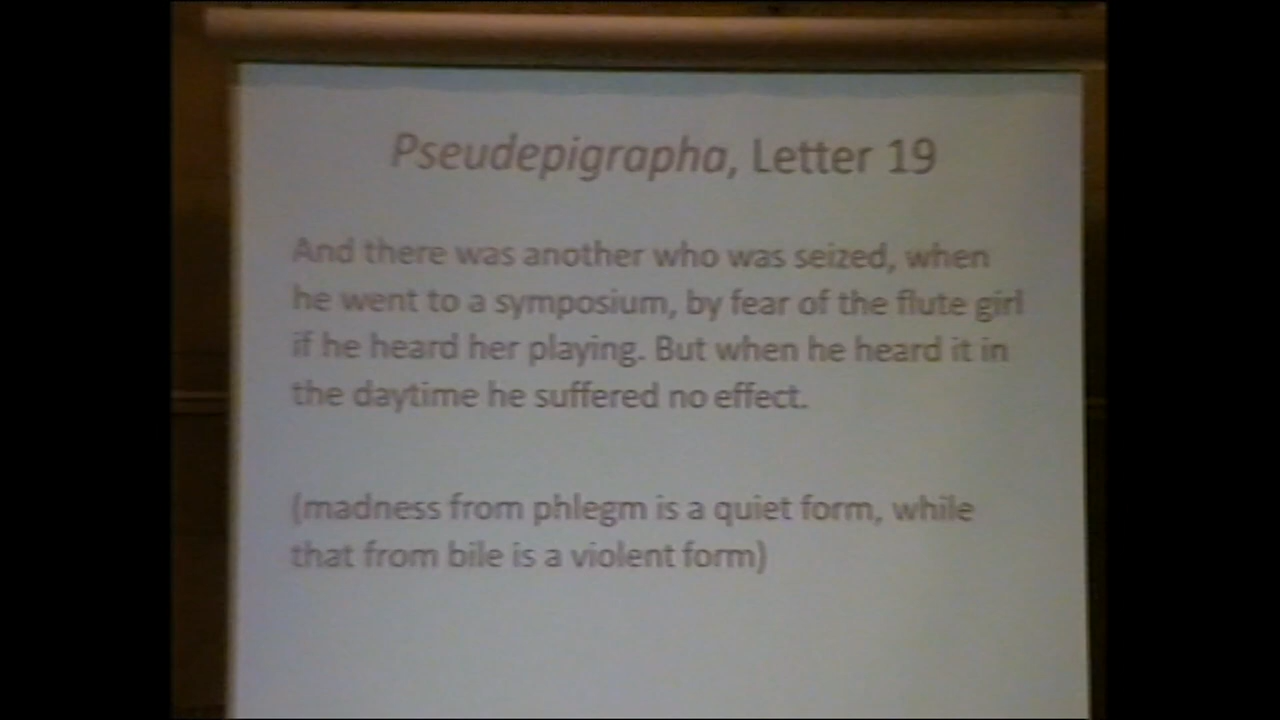 Pseudepigrapha, Letter 19
And there was another who was seized, when
he went to a symposium, by fear of the flute girl
if he heard her playing. But when he heard it in
the daytime he suffered no effect.
(madness from phlegm is a quiet form, while
that from bile is a violent form)